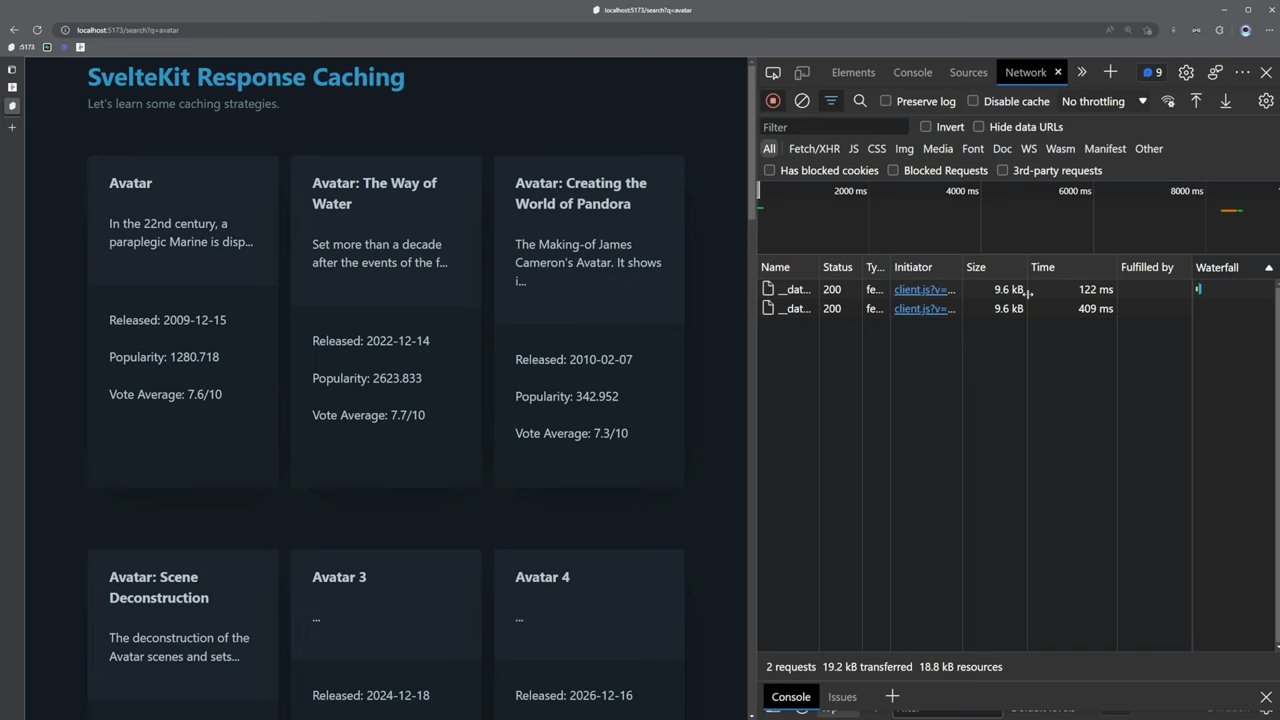 localhost:5173/search?q=avatar
localhost:5173/search?q=avatar
:5173
SvelteKit Response Caching
Let's learn some caching strategies.
Avatar
In the 22nd century, a
paraplegic Marine is disp...
Released: 2009-12-15
Popularity: 1280.718
Vote Average: 7.6/10
Avatar: The Way of
Water
Set more than a decade
after the events of the f...
Released: 2022-12-14
Popularity: 2623.833
Vote Average: 7.7/10
Avatar: Creating the
World of Pandora
The Making-of James
Cameron's Avatar. It shows
i...
Released: 2010-02-07
Popularity: 342.952
Vote Average: 7.3/10
Avatar: Scene
Deconstruction
The deconstruction of the
Avatar scenes and sets...
Avatar 3
...
Released: 2024-12-18
Avatar 4
...
Released: 2026-12-16
Elements Console Sources Network 9
Preserve log Disable cache No throttling
Filter Invert Hide data URLs
All Fetch/XHR JS CSS Img Media Font Doc WS Wasm Manifest Other
Has blocked cookies Blocked Requests 3rd-party requests
2000 ms 4000 ms 6000 ms 8000 ms
Name Status Ty... Initiator Size Time Fulfilled by Waterfall
__dat... 200 fe... client.js?v=... 9.6 kB 122 ms
__dat... 200 fe... client.js?v=... 9.6 kB 409 ms
2 requests 19.2 kB transferred 18.8 kB resources
Console Issues